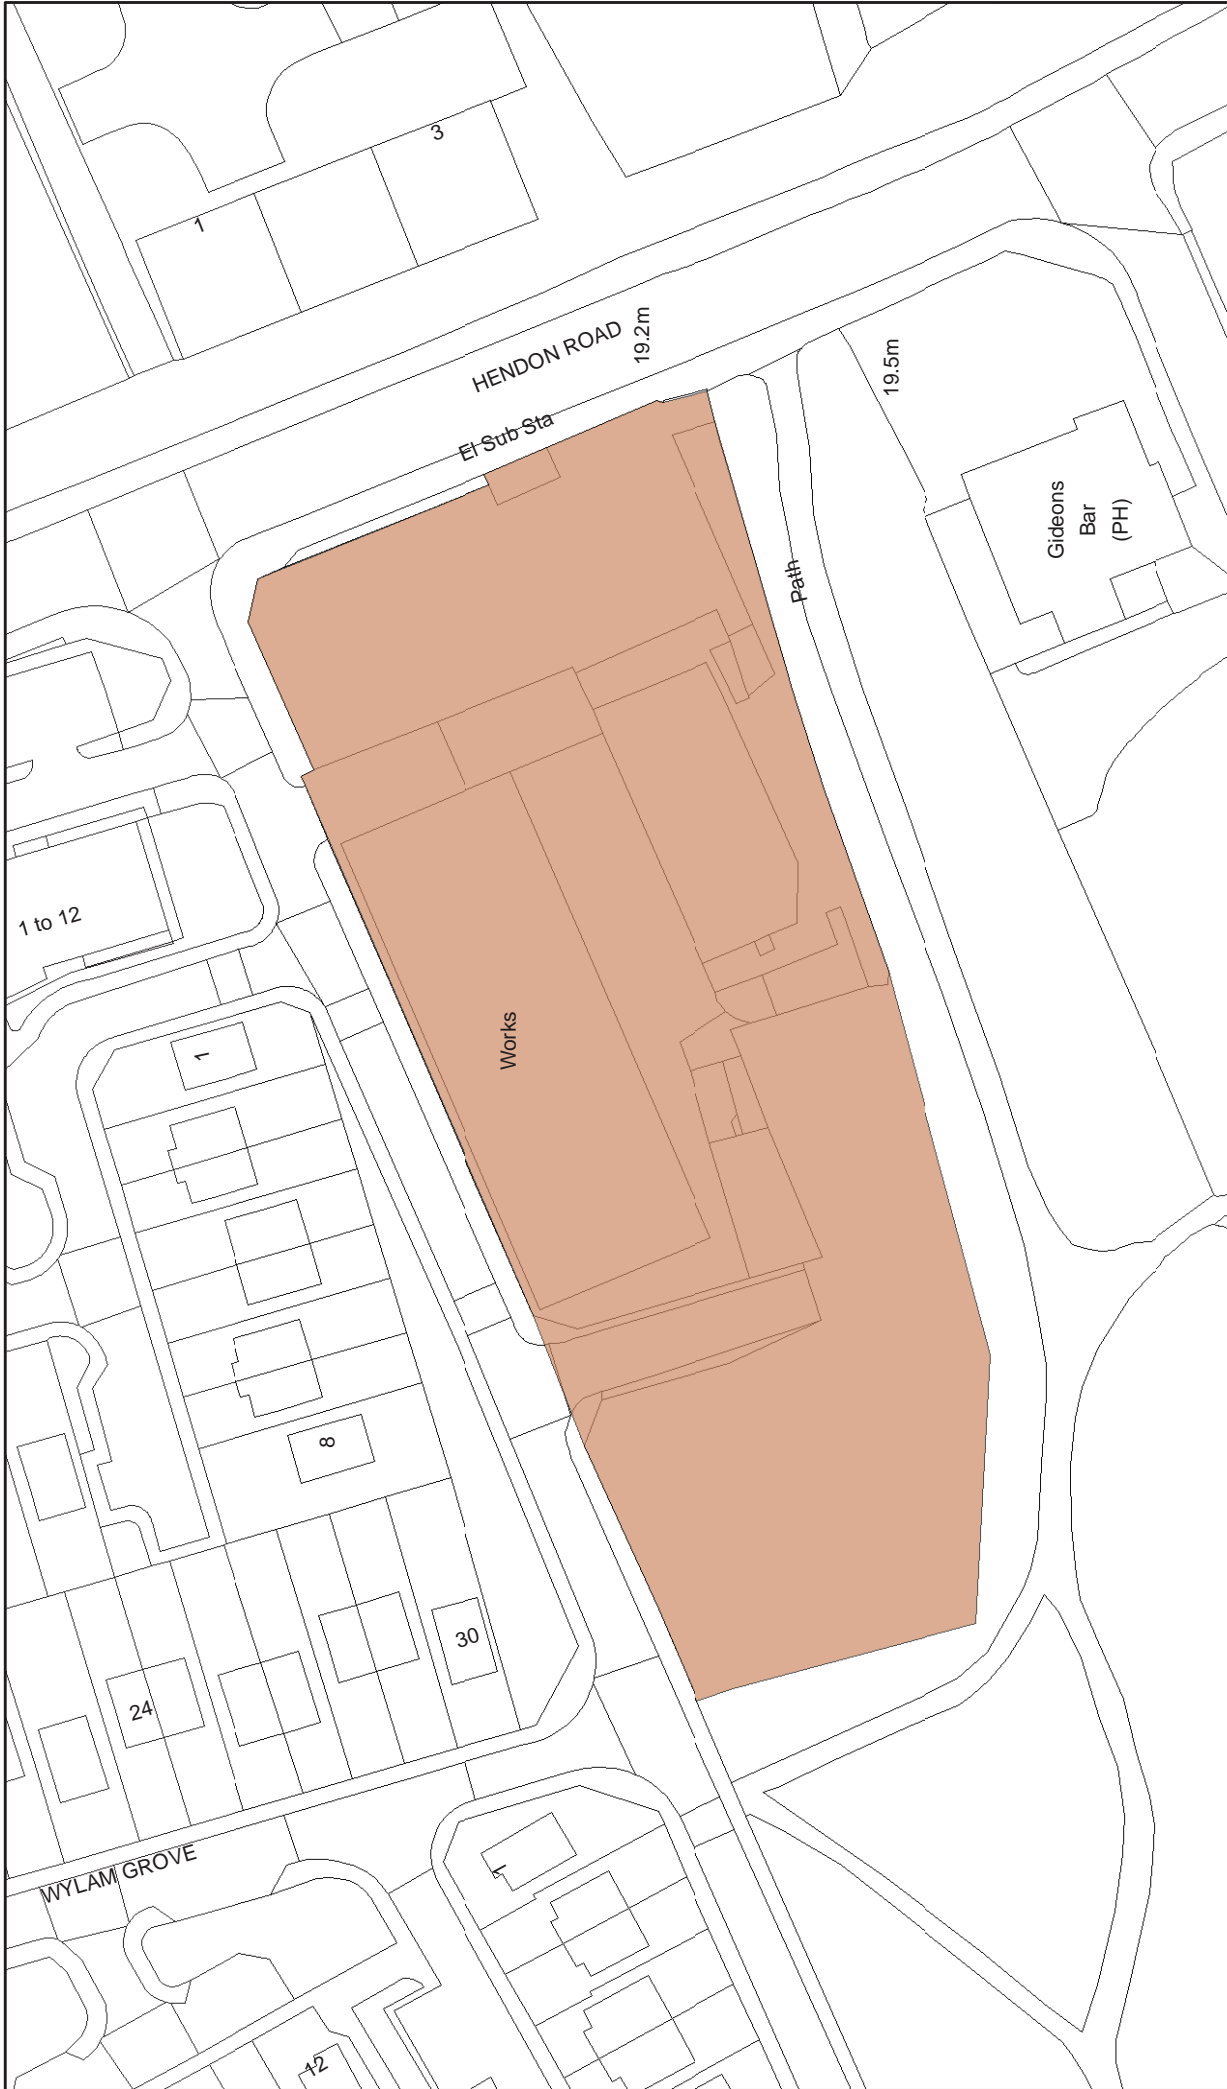 3
1
HENDON ROAD
19.2m
19.5m
El Sub Sta
Gideons
Bar
(PH)
Path
1 to 12
Works
1
8
30
24
WYLAM GROVE
1
12